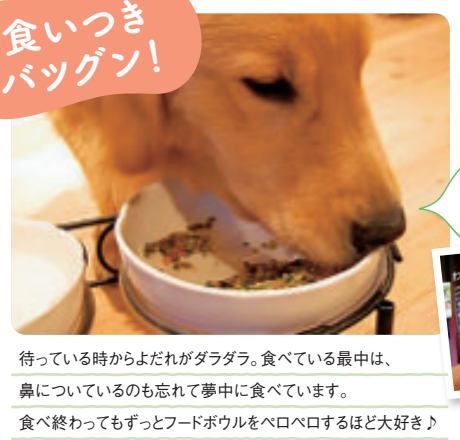 食いつき
バツグン!
待っている時からよだれがダラダラ。食べている最中は、
鼻についているのも忘れて夢中に食べています。
食べ終わってもずっとフードボウルをペロペロするほど大好き♪